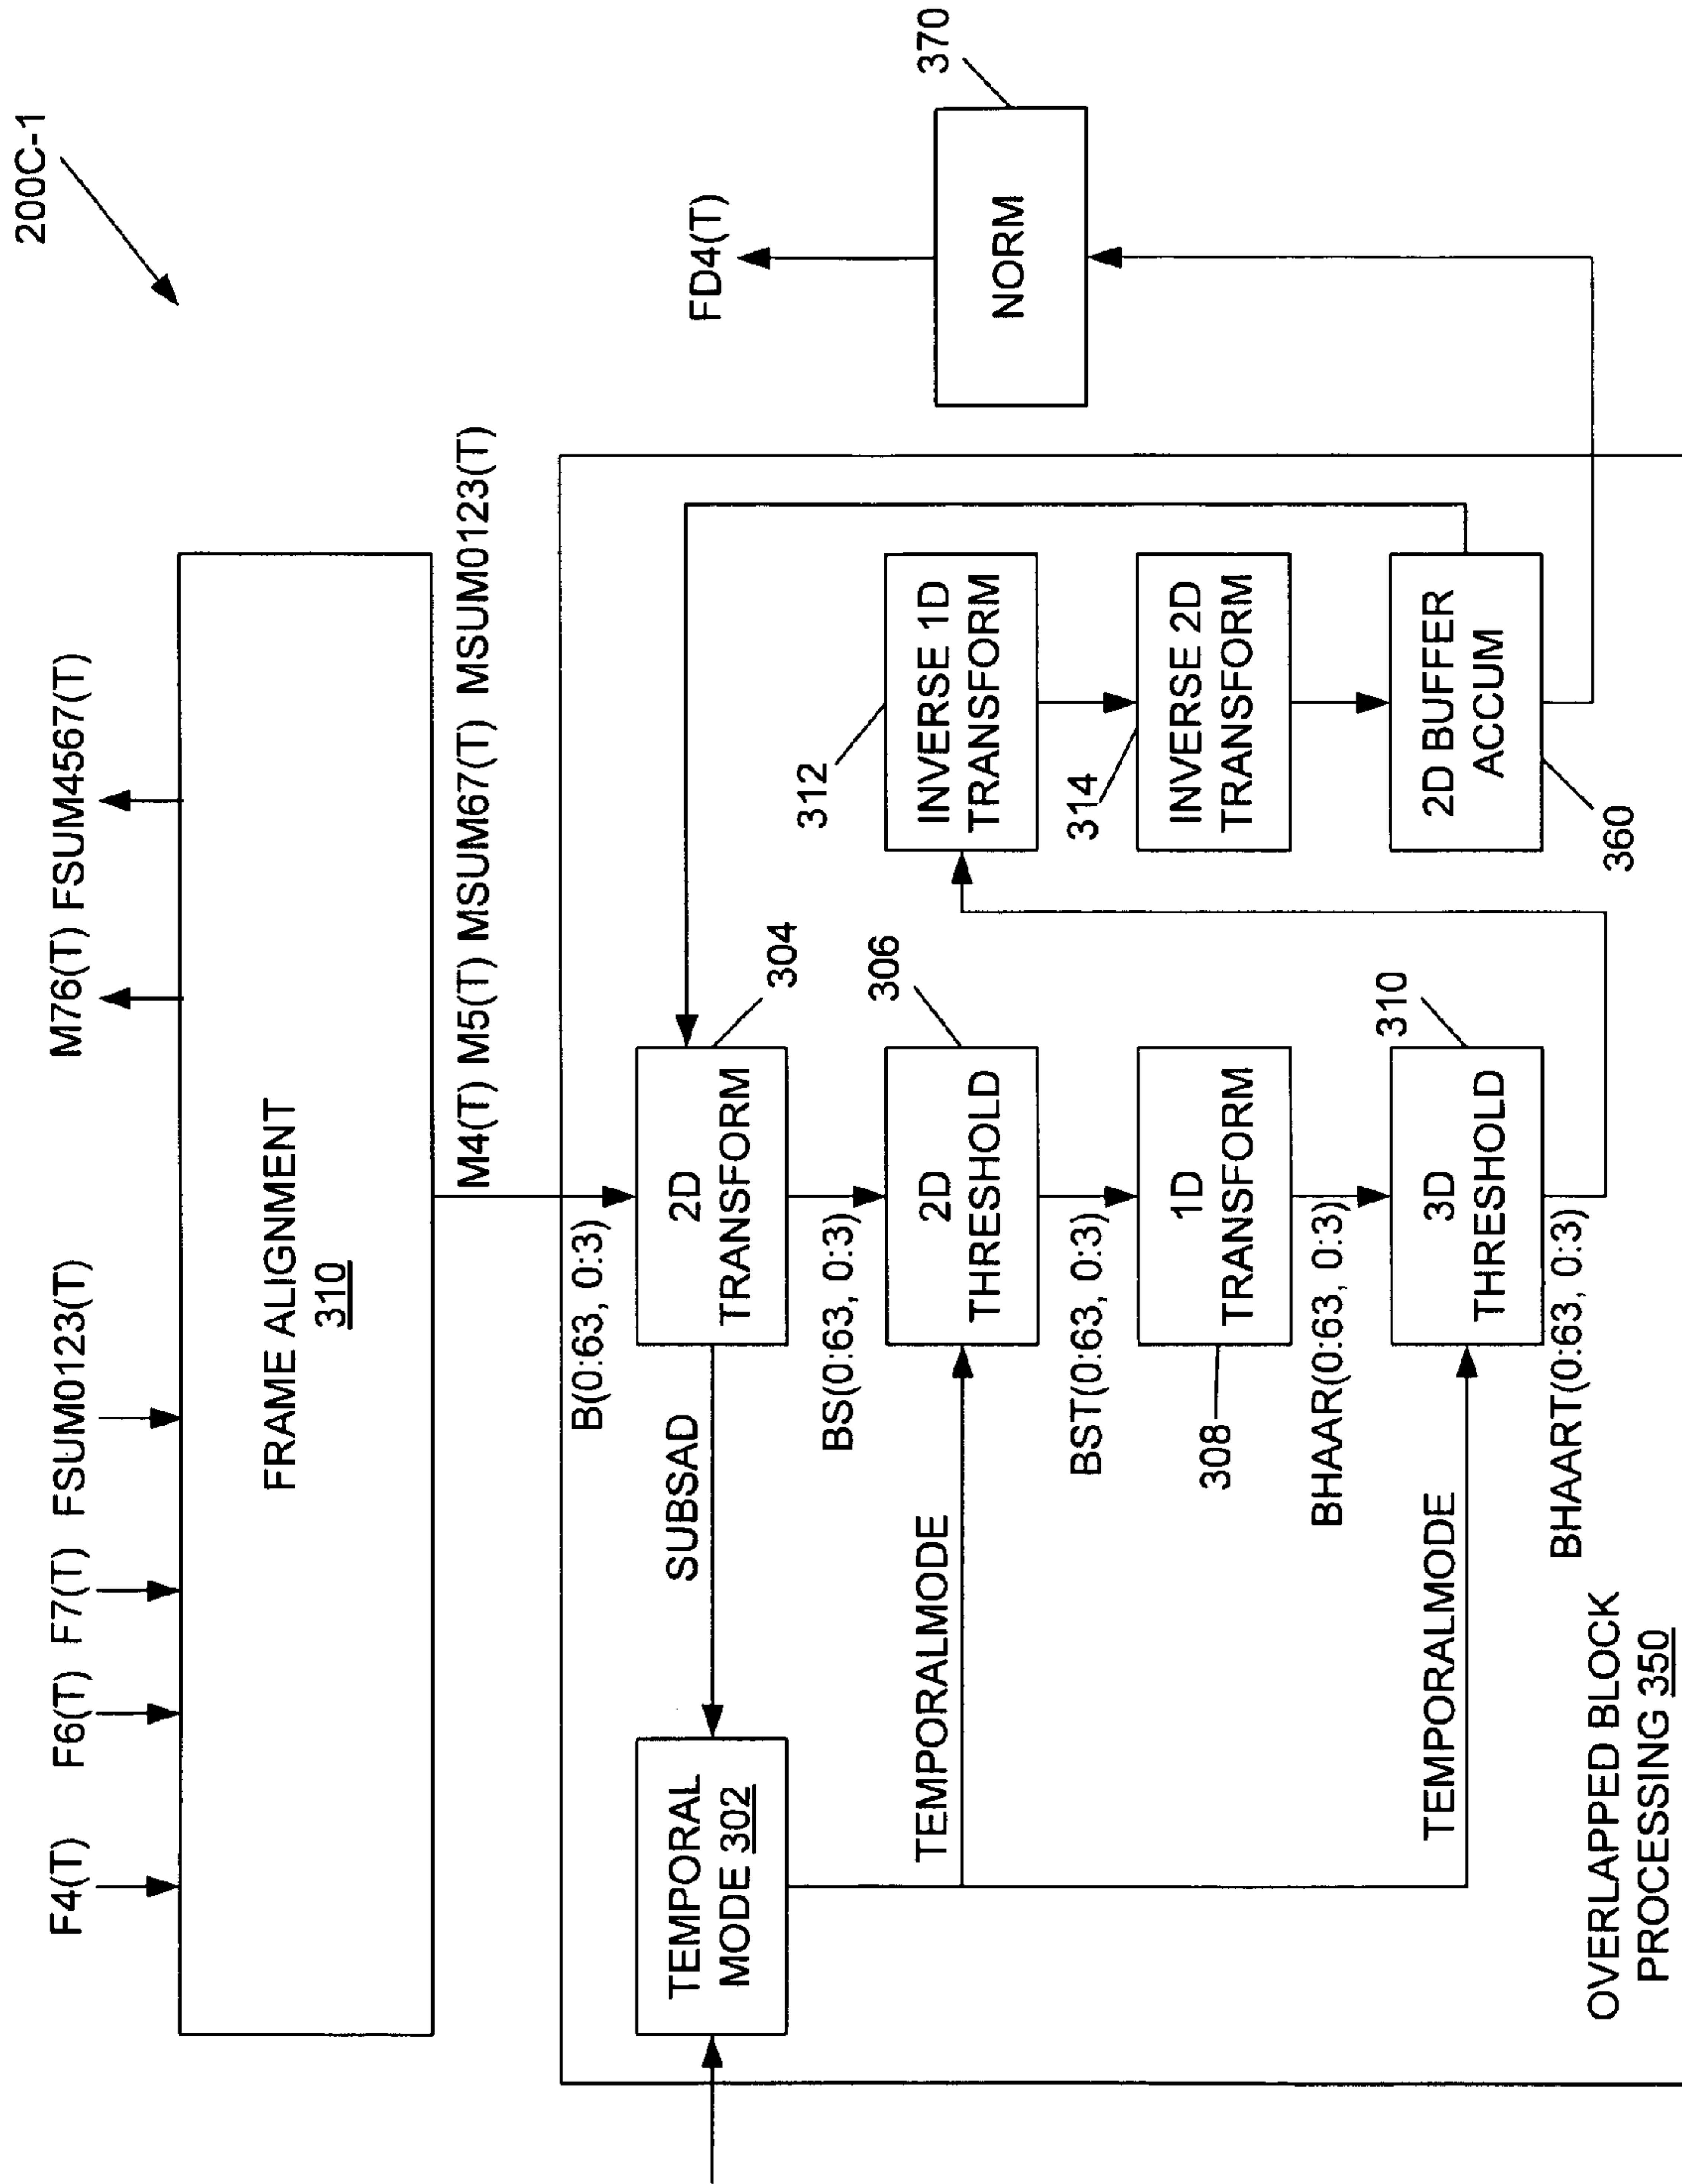 200C-1
F4(T) F6(T) F7(T) FSUM0123(T) M76(T) FSUM4567(T)
FRAME ALIGNMENT
310
M4(T) M5(T) MSUM67(T) MSUM0123(T)
B(0:63, 0:3)
TEMPORAL
MODE 302
SUBSAD
2D
TRANSFORM
304
BS(0:63, 0:3)
TEMPORALMODE
2D
THRESHOLD
306
BST(0:63, 0:3)
1D
TRANSFORM
308
BHAAR(0:63, 0:3)
TEMPORALMODE
3D
THRESHOLD
310
BHAART(0:63, 0:3)
312
INVERSE 1D
TRANSFORM
314
INVERSE 2D
TRANSFORM
2D BUFFER
ACCUM
360
FD4(T)
NORM
370
OVERLAPPED BLOCK
PROCESSING 350